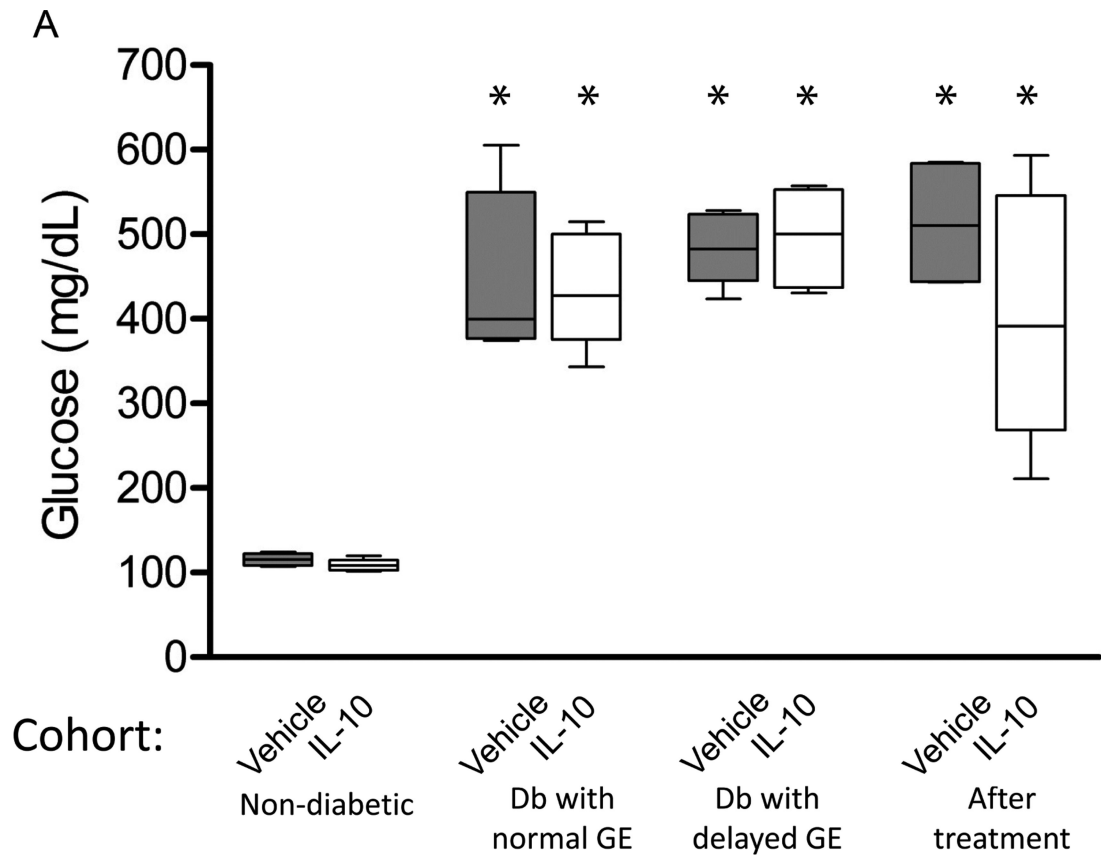 A
700
600
500
400
300
200
100
0
Glucose (mg/dL)
* * * * * *
Cohort:
Vehicle IL-10 Vehicle IL-10 Vehicle IL-10 Vehicle IL-10
Non-diabetic
Db with
normal GE
Db with
delayed GE
After
treatment